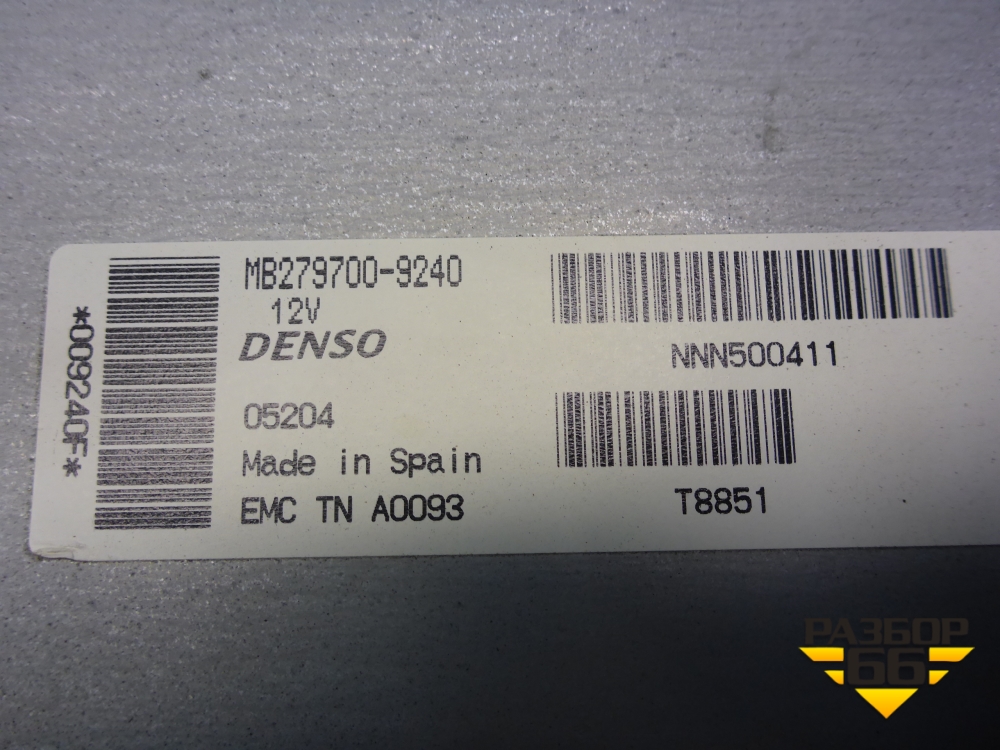 *009240F*
MB279700-9240
12V
DENSO
05204
Made in Spain
EMC TN A0093
NNN500411
T8851
РАЗБОР
66